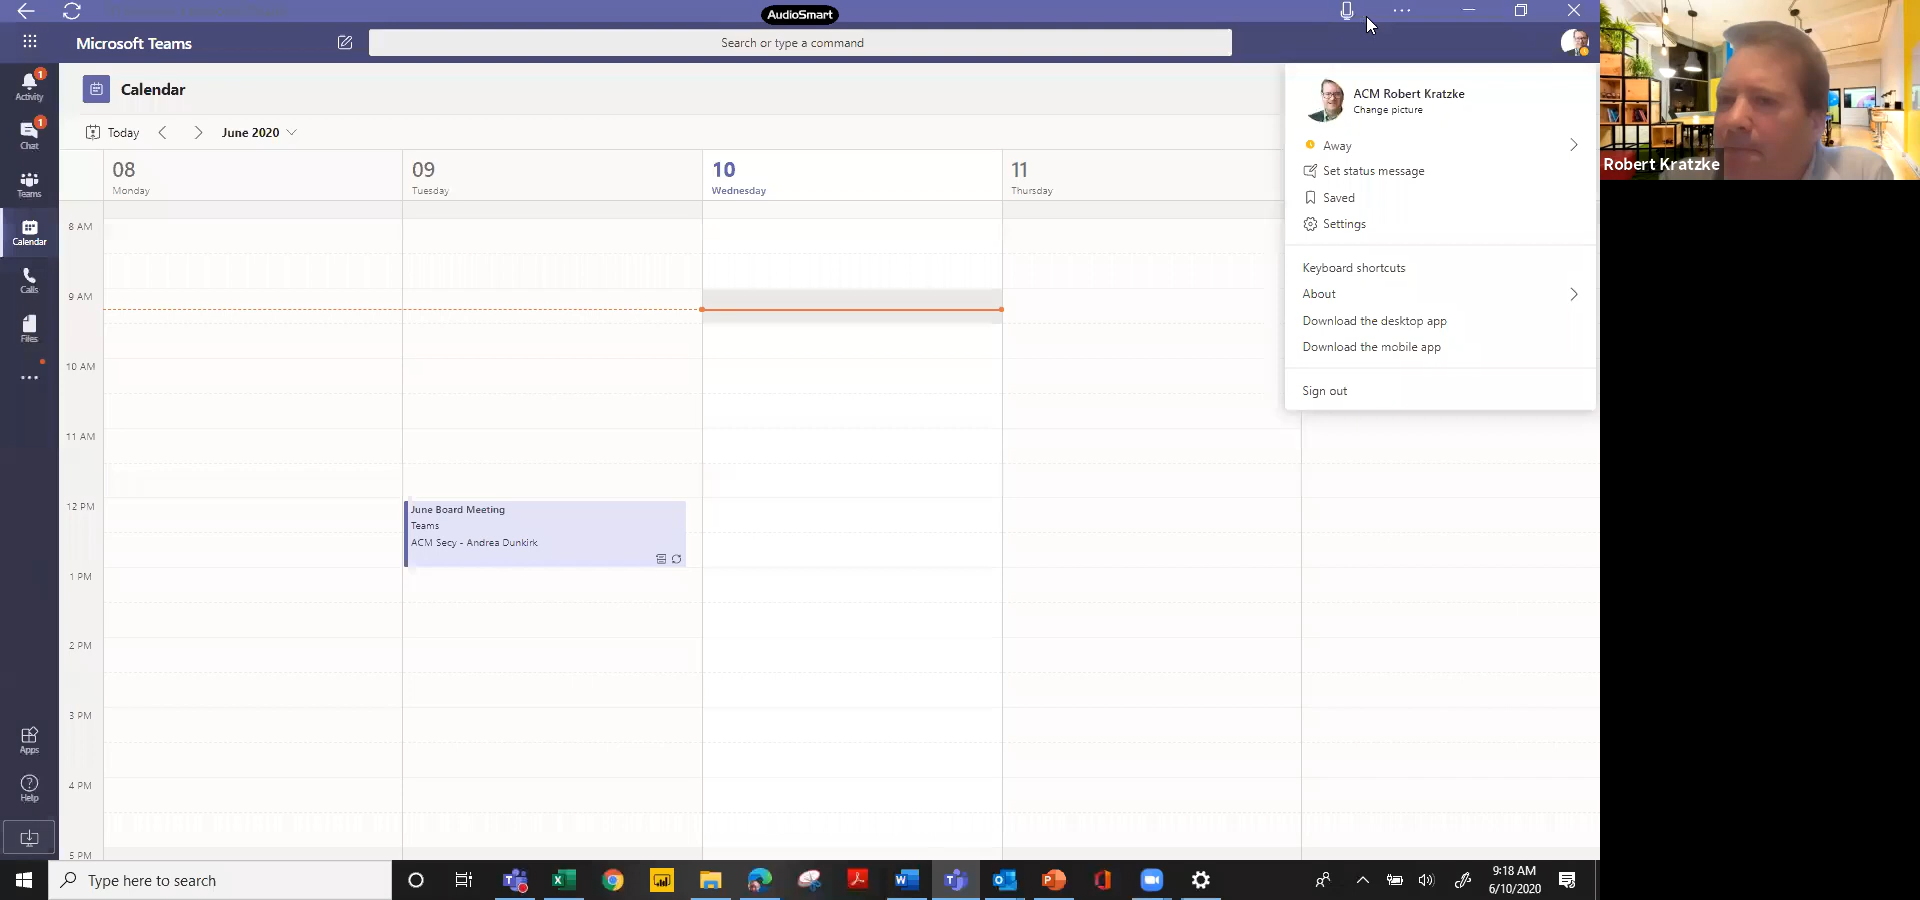 AudioSmart
Microsoft Teams
Search or type a command
Activity
1
Chat
1
Teams
Calendar
Calls
Files
Apps
Help
Calendar
Today
June 2020
08
Monday
09
Tuesday
10
Wednesday
11
Thursday
8 AM
9 AM
10 AM
11 AM
12 PM
1 PM
2 PM
3 PM
4 PM
5 PM
June Board Meeting
Teams
ACM Secy - Andrea Dunkirk
ACM Robert Kratzke
Change picture
Away
Set status message
Saved
Settings
Keyboard shortcuts
About
Download the desktop app
Download the mobile app
Sign out
Robert Kratzke
Type here to search
9:18 AM
6/10/2020